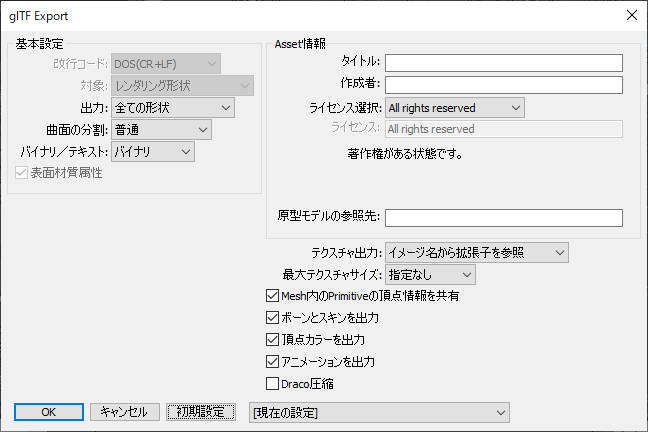 glTF Export
基本設定
改行コード: DOS(CR+LF)
対象: レンダリング形状
出力: 全ての形状
曲面の分割: 普通
バイナリ／テキスト: バイナリ
表面材質属性
Asset情報
タイトル:
作成者:
ライセンス選択: All rights reserved
ライセンス: All rights reserved
著作権がある状態です。
原型モデルの参照先:
テクスチャ出力: イメージ名から拡張子を参照
最大テクスチャサイズ: 指定なし
Mesh内のPrimitiveの頂点情報を共有
ボーンとスキンを出力
頂点カラーを出力
アニメーションを出力
Draco圧縮
OK キャンセル 初期設定 [現在の設定]